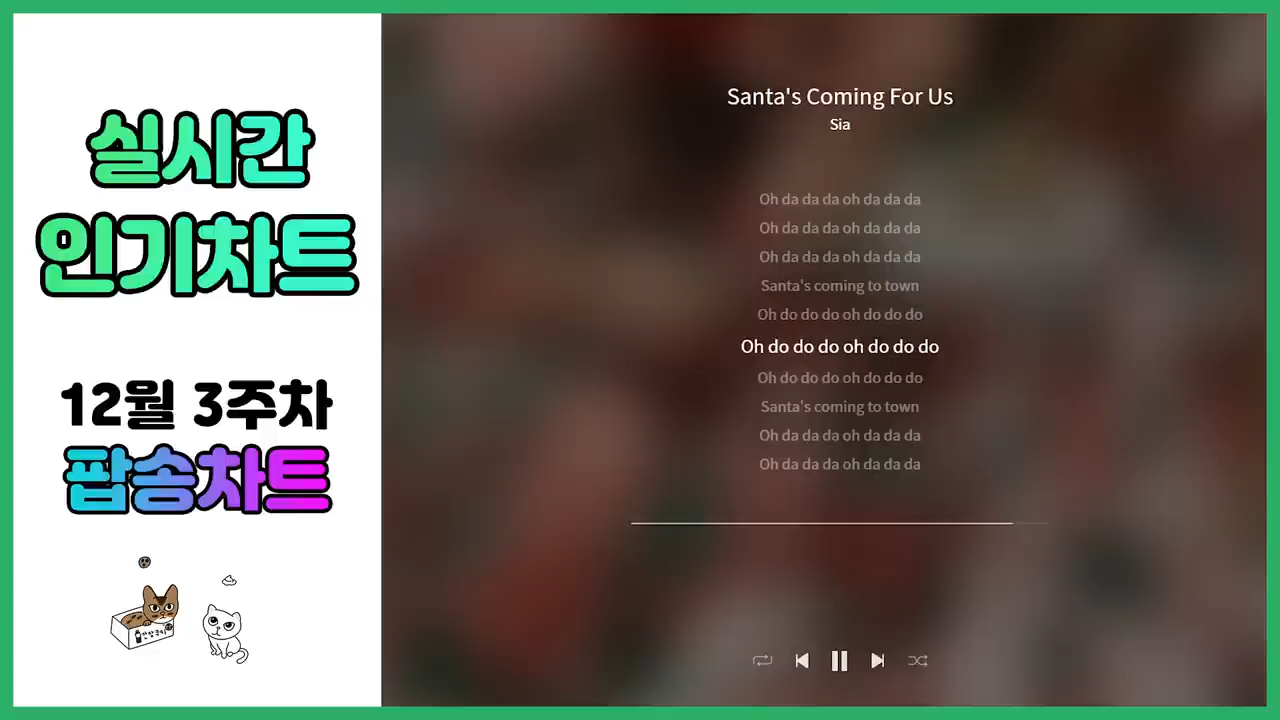 실시간
인기차트
12월 3주차
팝송차트
Santa's Coming For Us
Sia
Oh da da da oh da da da
Oh da da da oh da da da
Oh da da da oh da da da
Santa's coming to town
Oh do do do oh do do do
Oh do do do oh do do do
Oh do do do oh do do do
Santa's coming to town
Oh da da da oh da da da
Oh da da da oh da da da